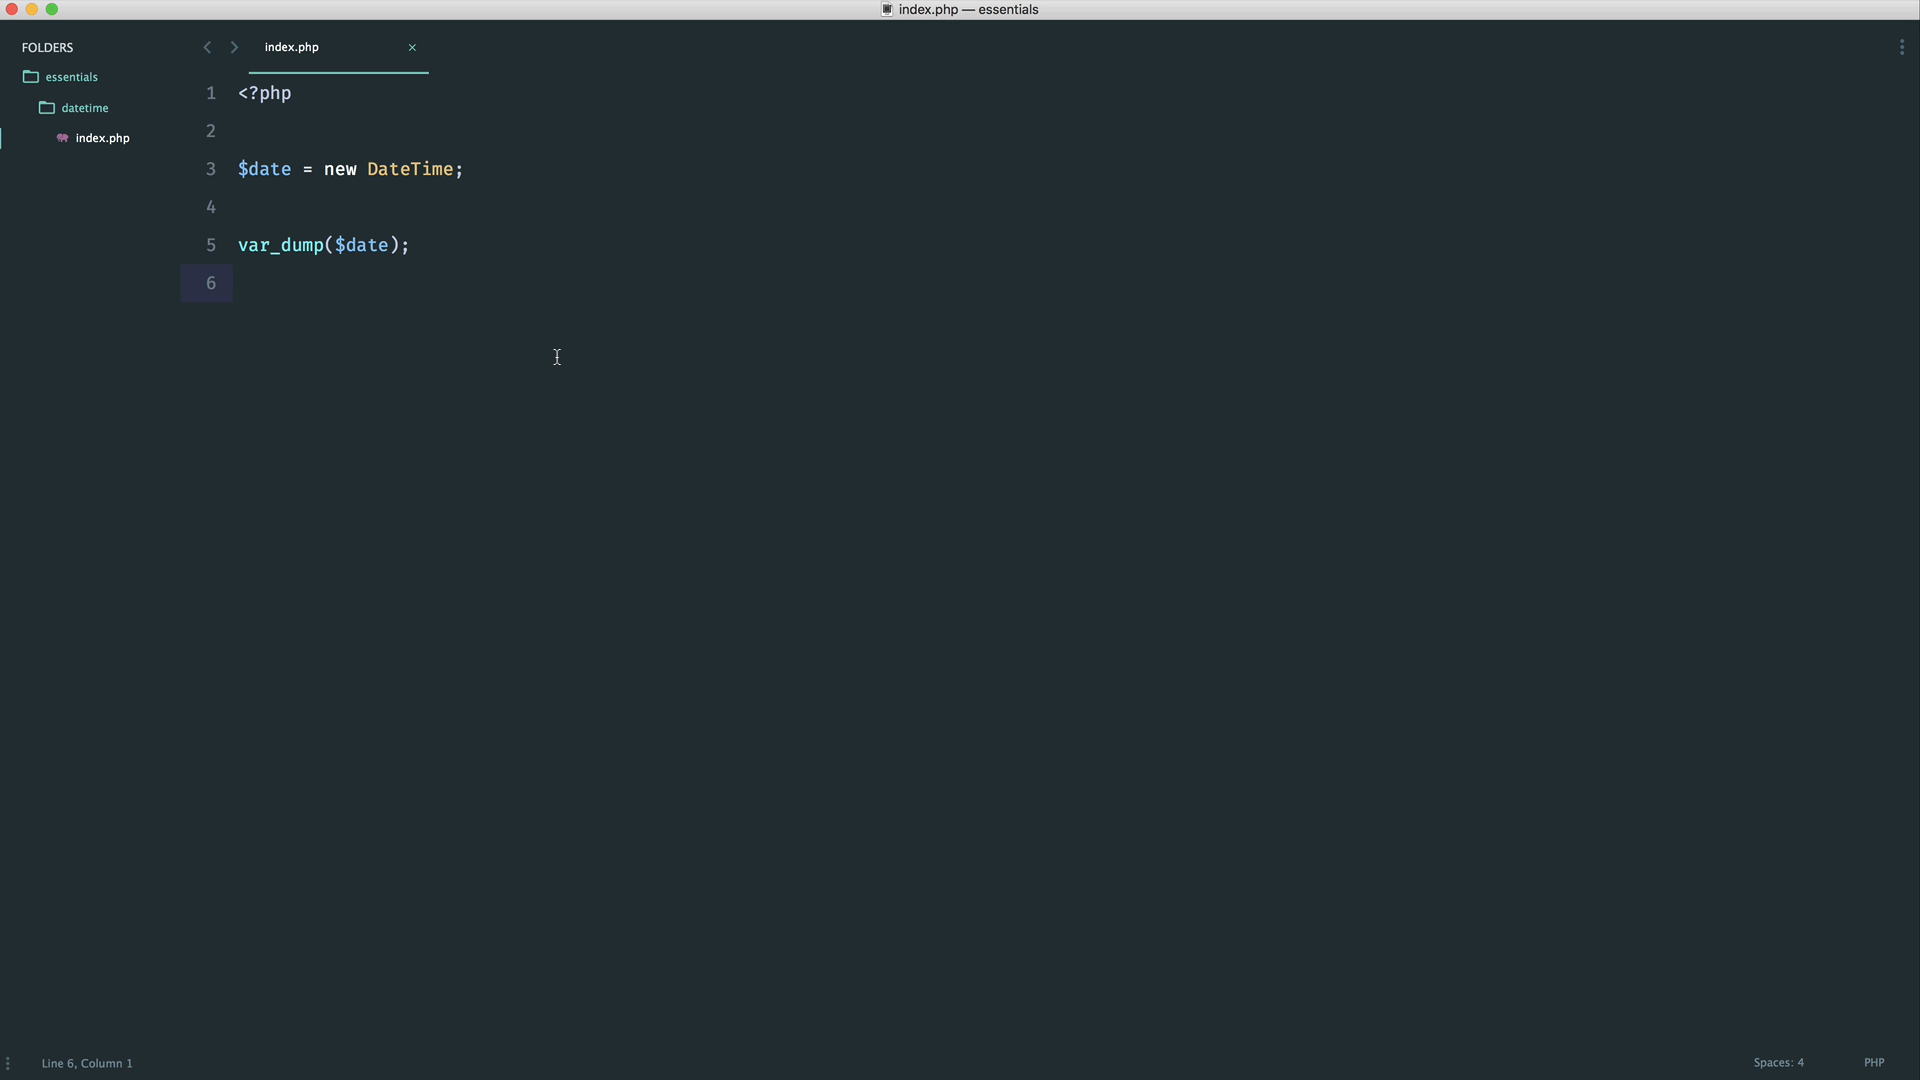 index.php — essentials
FOLDERS
essentials
datetime
index.php
index.php ×
1 <?php
2
3 $date = new DateTime;
4
5 var_dump($date);
6
Line 6, Column 1
Spaces: 4
PHP